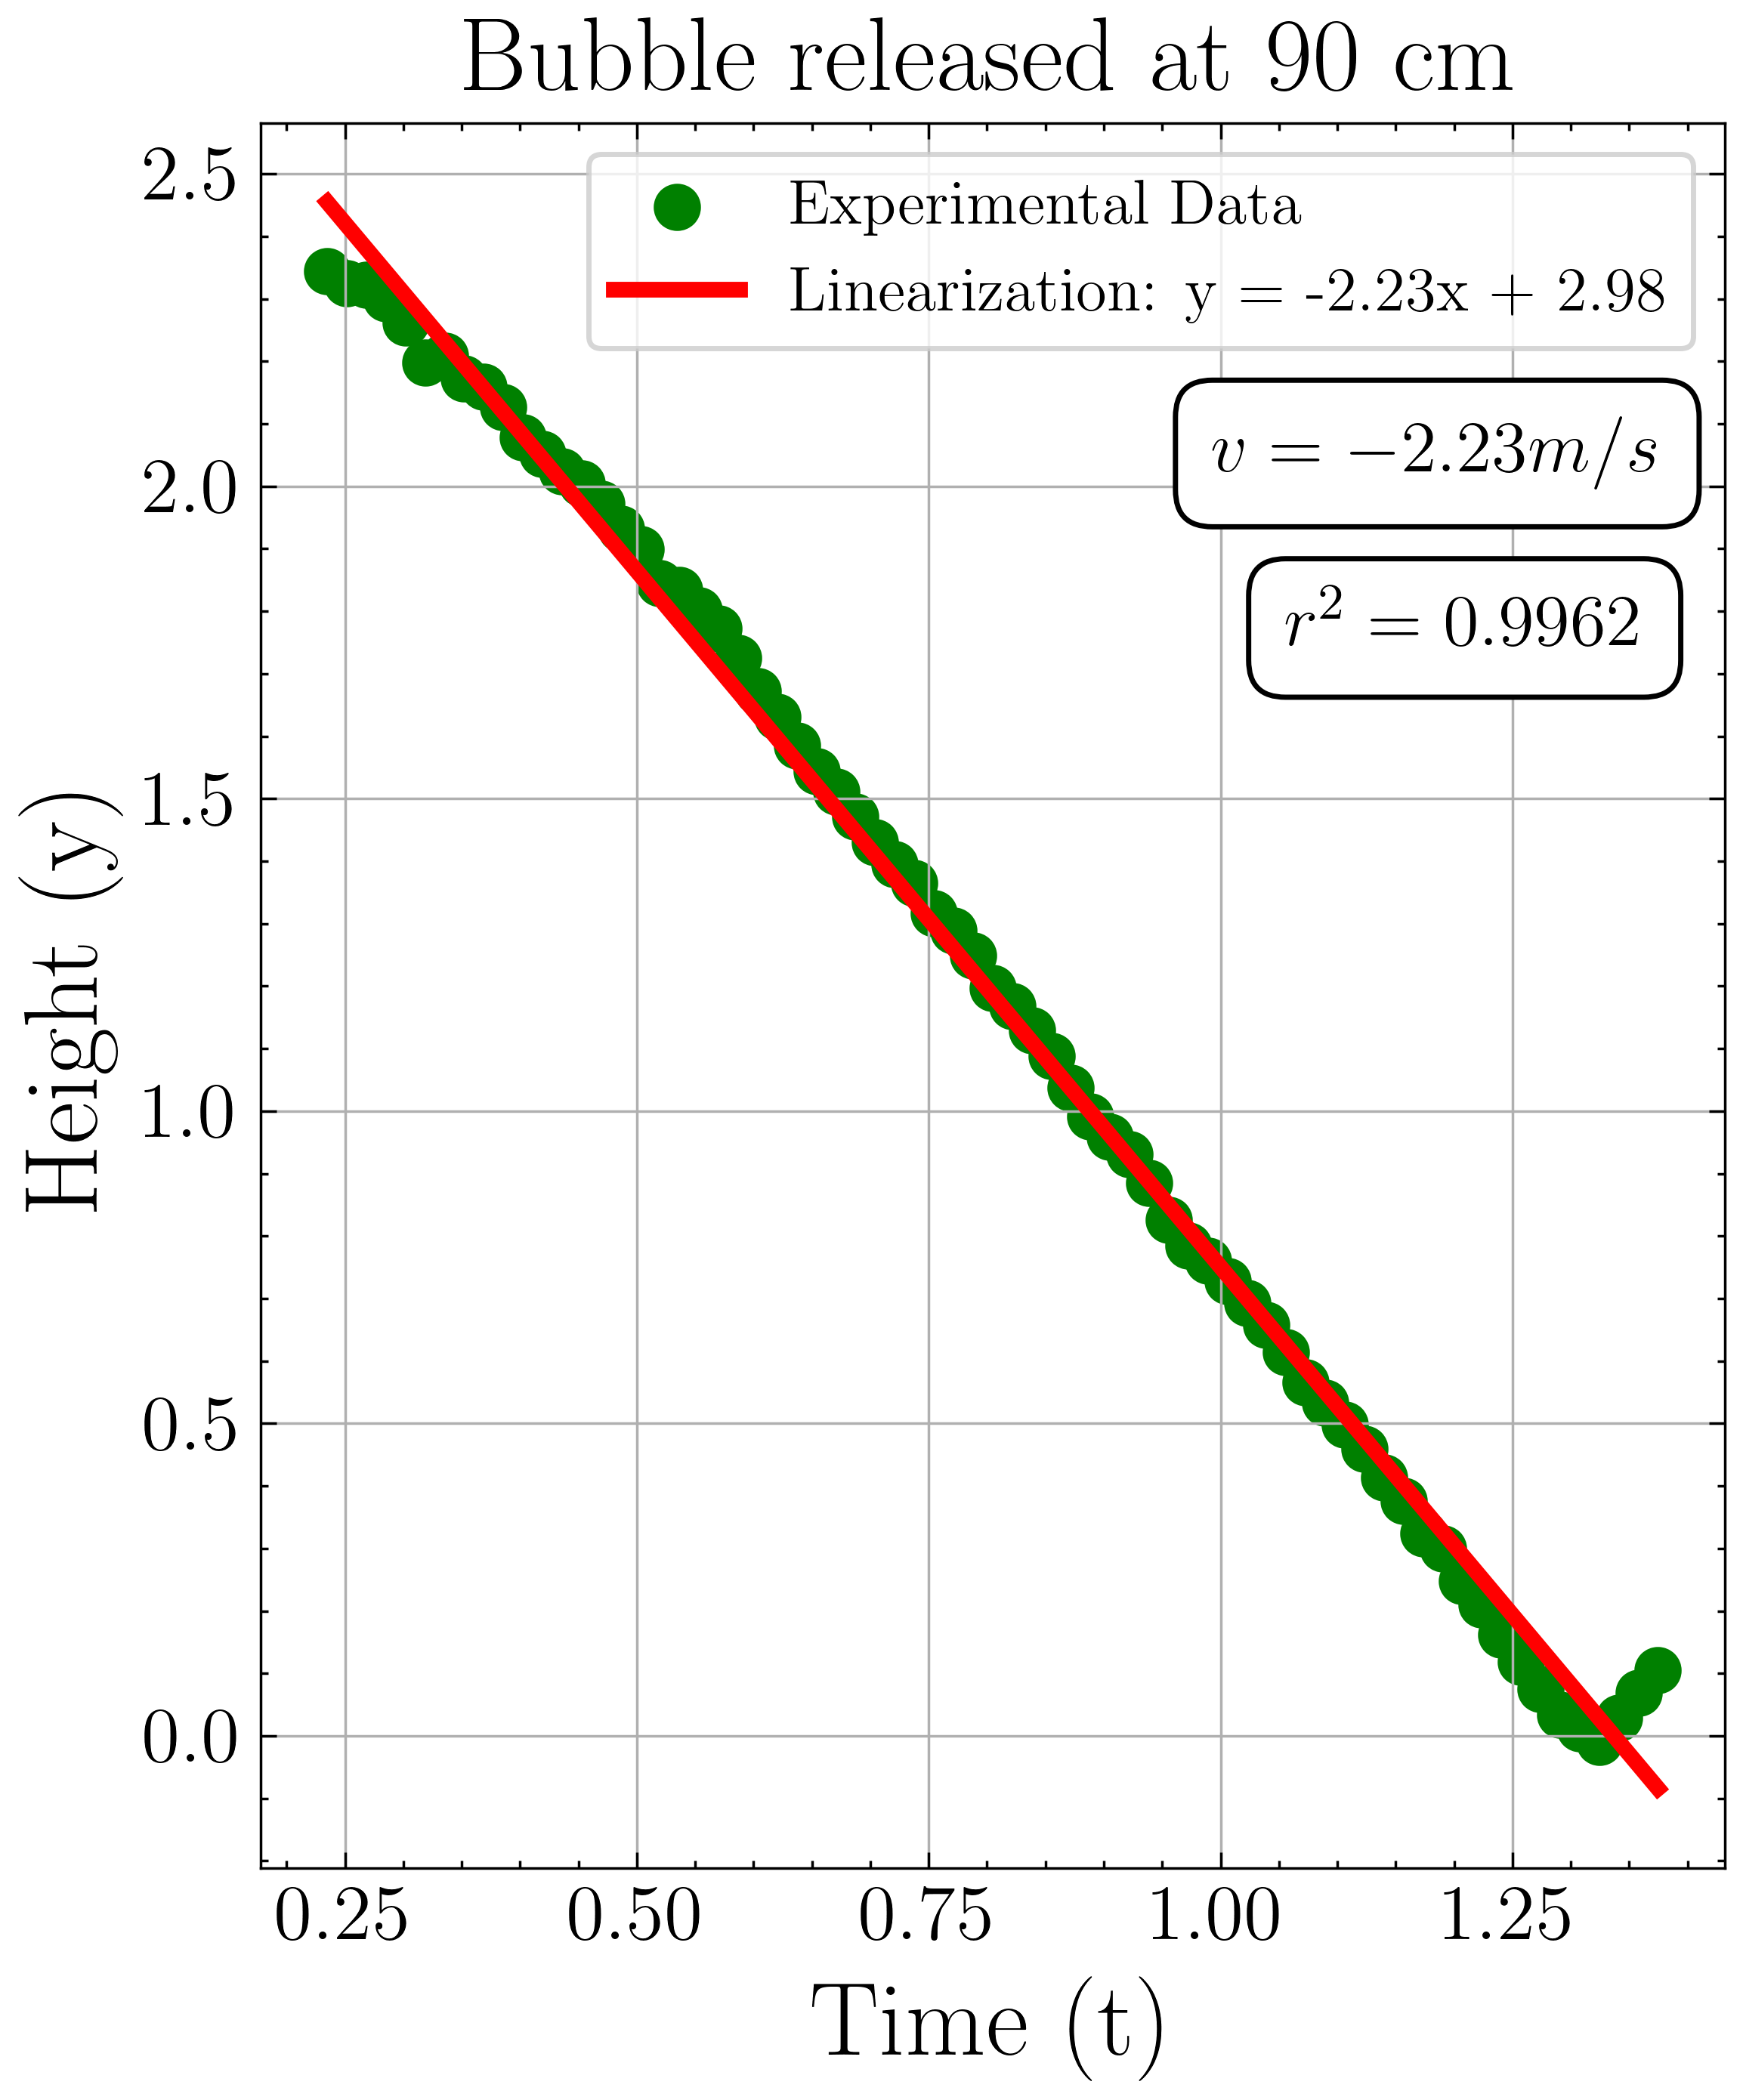 Bubble released at 90 cm
Experimental Data
Linearization: y = -2.23x + 2.98
v = −2.23m/s
r² = 0.9962
Height (y)
2.5
2.0
1.5
1.0
0.5
0.0
0.25 0.50 0.75 1.00 1.25
Time (t)